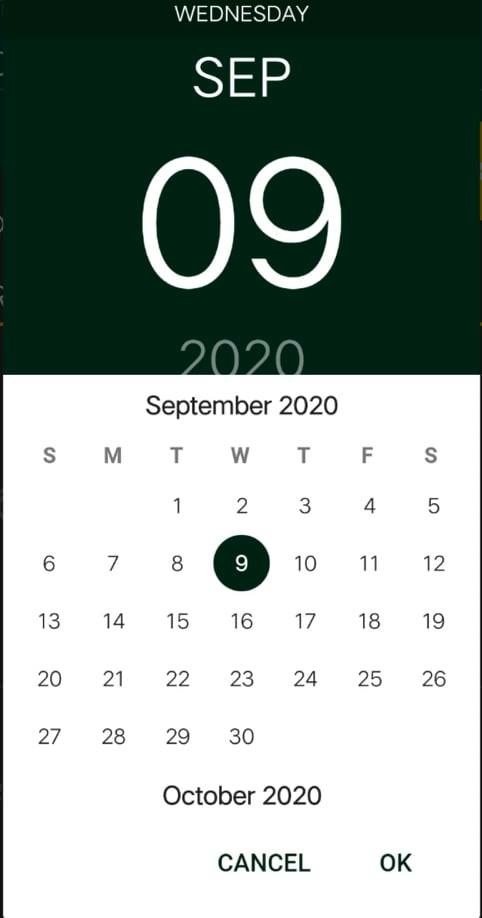 WEDNESDAY
SEP
09
2020
September 2020
S M T W T F S
1 2 3 4 5
6 7 8 9 10 11 12
13 14 15 16 17 18 19
20 21 22 23 24 25 26
27 28 29 30
October 2020
CANCEL OK